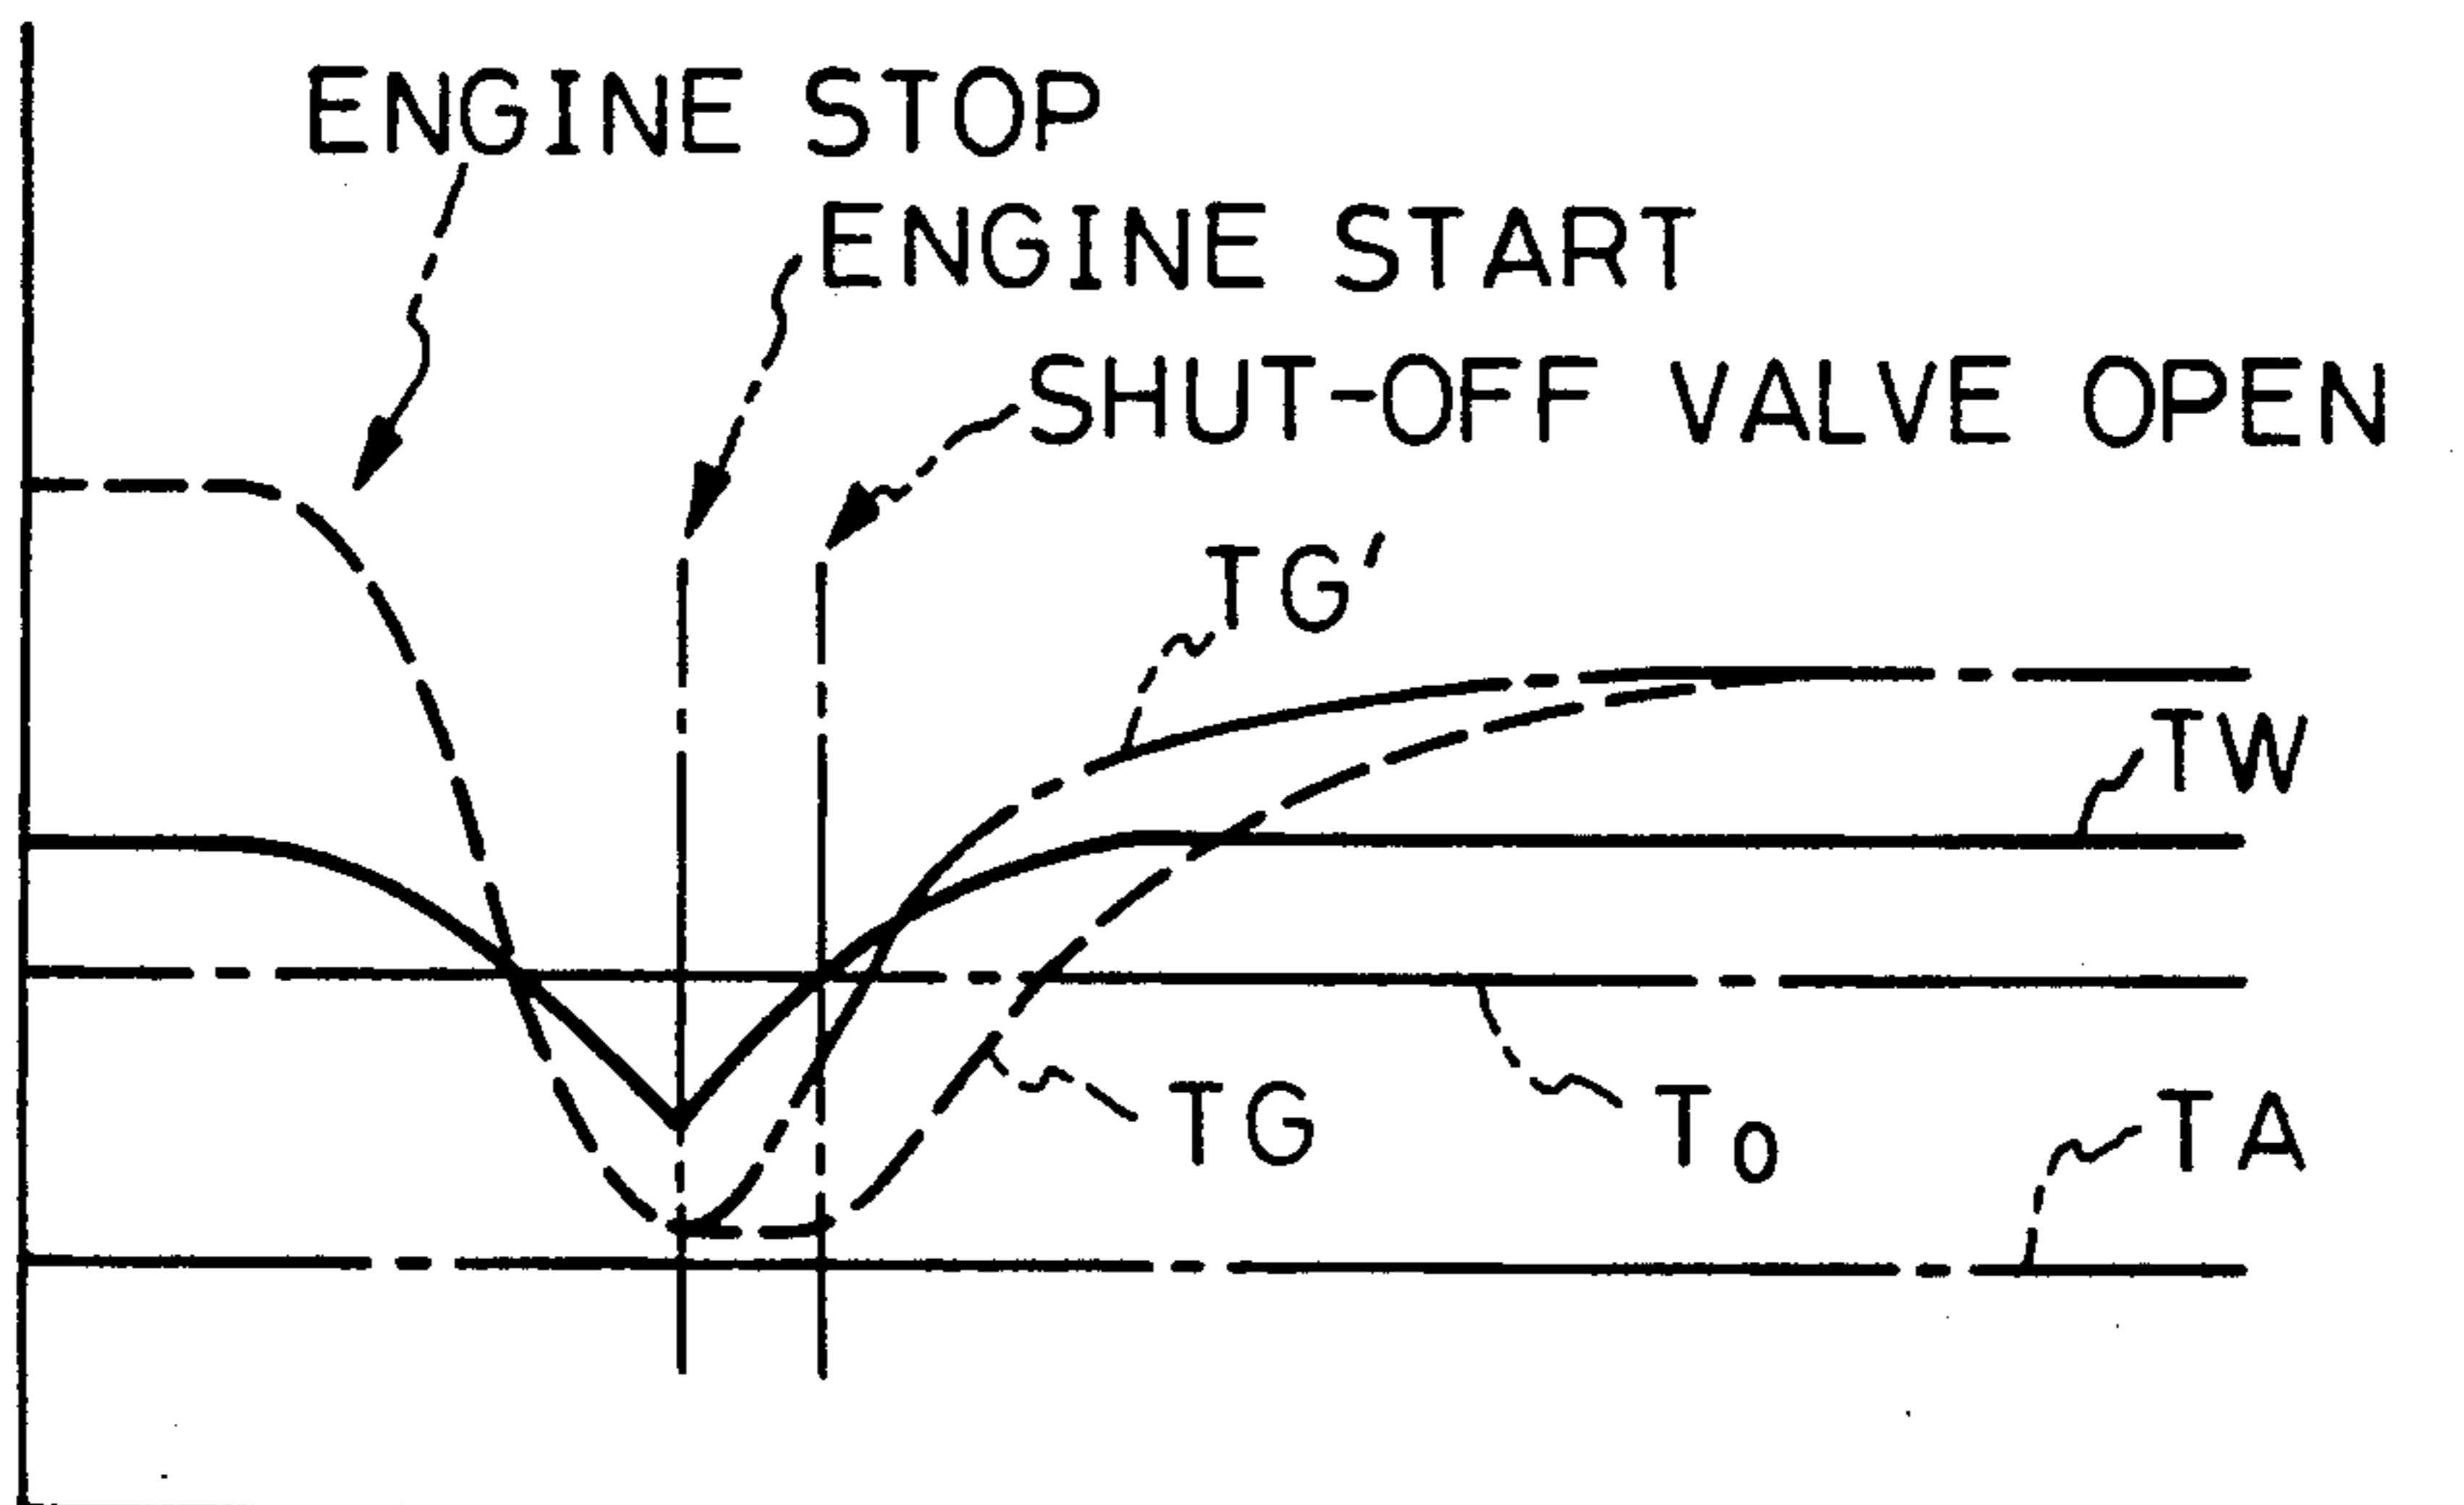 ENGINE STOP
ENGINE START
SHUT-OFF VALVE OPEN
TG'
TW
TG
T₀
TA